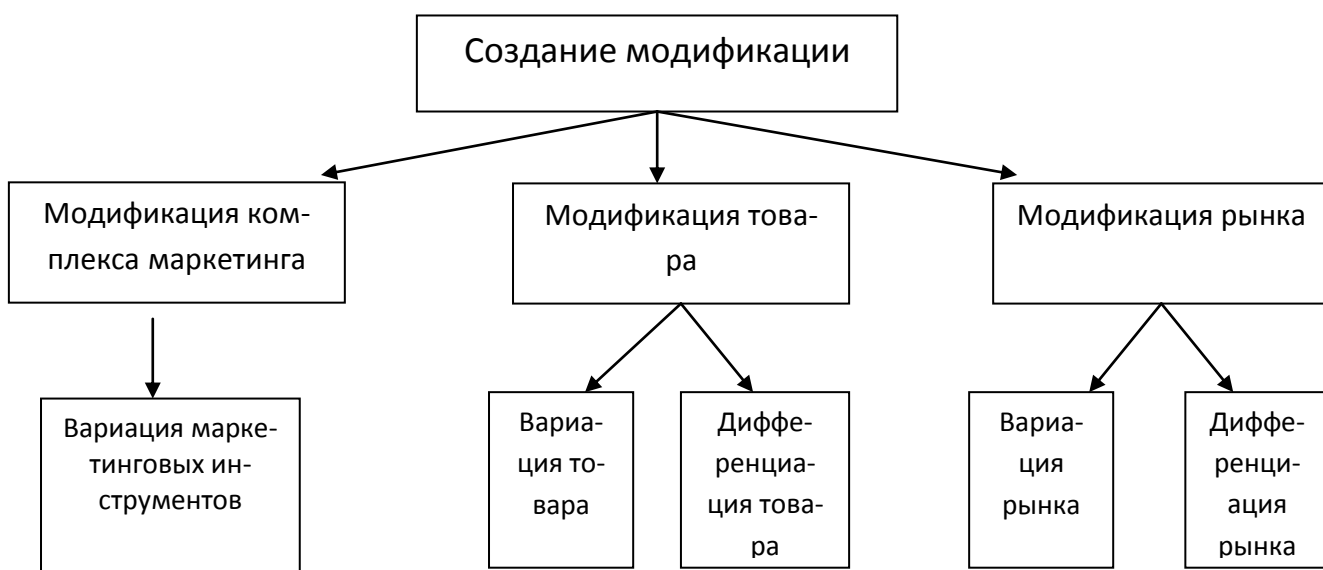 Создание модификации
Модификация ком-
плекса маркетинга
Модификация това-
ра
Модификация рынка
Вариация марке-
тинговых ин-
струментов
Вариа-
ция то-
вара
Диффе-
ренциа-
ция това-
ра
Вариа-
ция
рынка
Диффе-
ренци-
ация
рынка